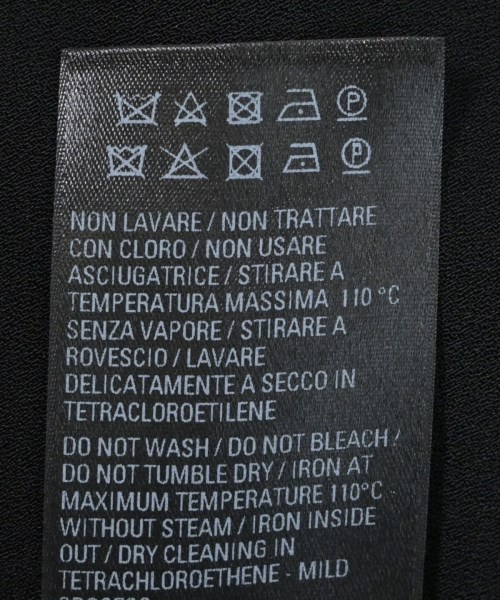 P
P
NON LAVARE / NON TRATTARE
CON CLORO / NON USARE
ASCIUGATRICE / STIRARE A
TEMPERATURA MASSIMA 110 °C
SENZA VAPORE / STIRARE A
ROVESCIO / LAVARE
DELICATAMENTE A SECCO IN
TETRACLOROETILENE
DO NOT WASH / DO NOT BLEACH /
DO NOT TUMBLE DRY / IRON AT
MAXIMUM TEMPERATURE 110°C -
WITHOUT STEAM / IRON INSIDE
OUT / DRY CLEANING IN
TETRACLOROETHENE - MILD